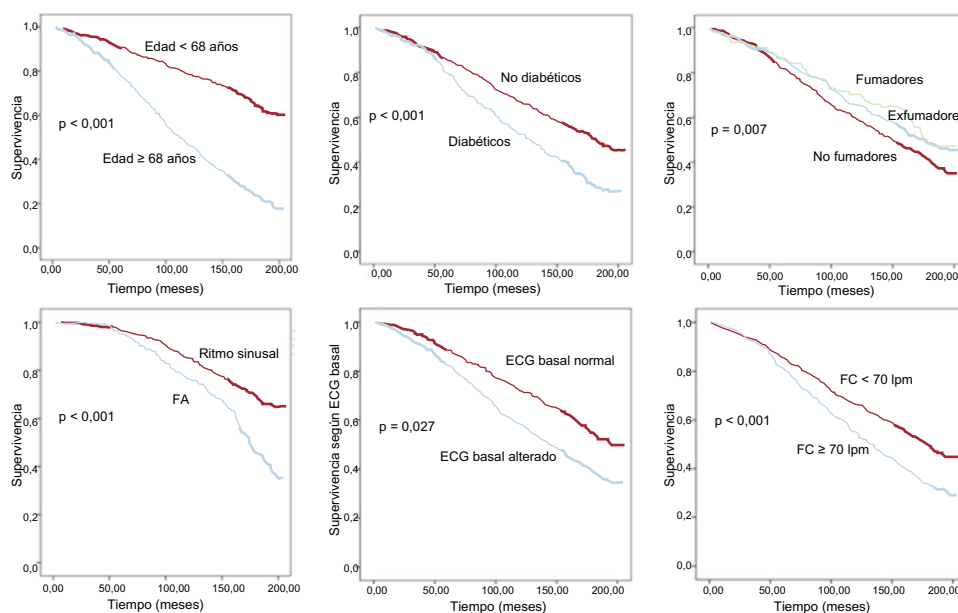 1,0
0,8
0,6
0,4
0,2
0,0
Supervivencia
Edad < 68 años
p < 0,001
Edad ≥ 68 años
0,00 50,00 100,00 150,00 200,00
Tiempo (meses)
1,0
0,8
0,6
0,4
0,2
0,0
Supervivencia
No diabéticos
p < 0,001
Diabéticos
0,00 50,00 100,00 150,00 200,00
Tiempo (meses)
1,0
0,8
0,6
0,4
0,2
0,0
Supervivencia
Fumadores
Exfumadore
p = 0,007
No fumadores
0,00 50,00 100,00 150,00 200,00
Tiempo (meses)
1,0
0,8
0,6
0,4
0,2
0,0
Supervivencia
Ritmo sinusal
FA
p < 0,001
0,00 50,00 100,00 150,00 200,00
Tiempo (meses)
1,0
0,8
0,6
0,4
0,2
0,0
Supervivencia según ECG basal
ECG basal normal
p = 0,027
ECG basal alterado
0,00 50,00 100,00 150,00 200,00
Tiempo (meses)
1,0
0,8
0,6
0,4
0,2
0,0
Supervivencia
FC < 70 lpm
p < 0,001
FC ≥ 70 lpm
0,00 50,00 100,00 150,00 200,00
Tiempo (meses)